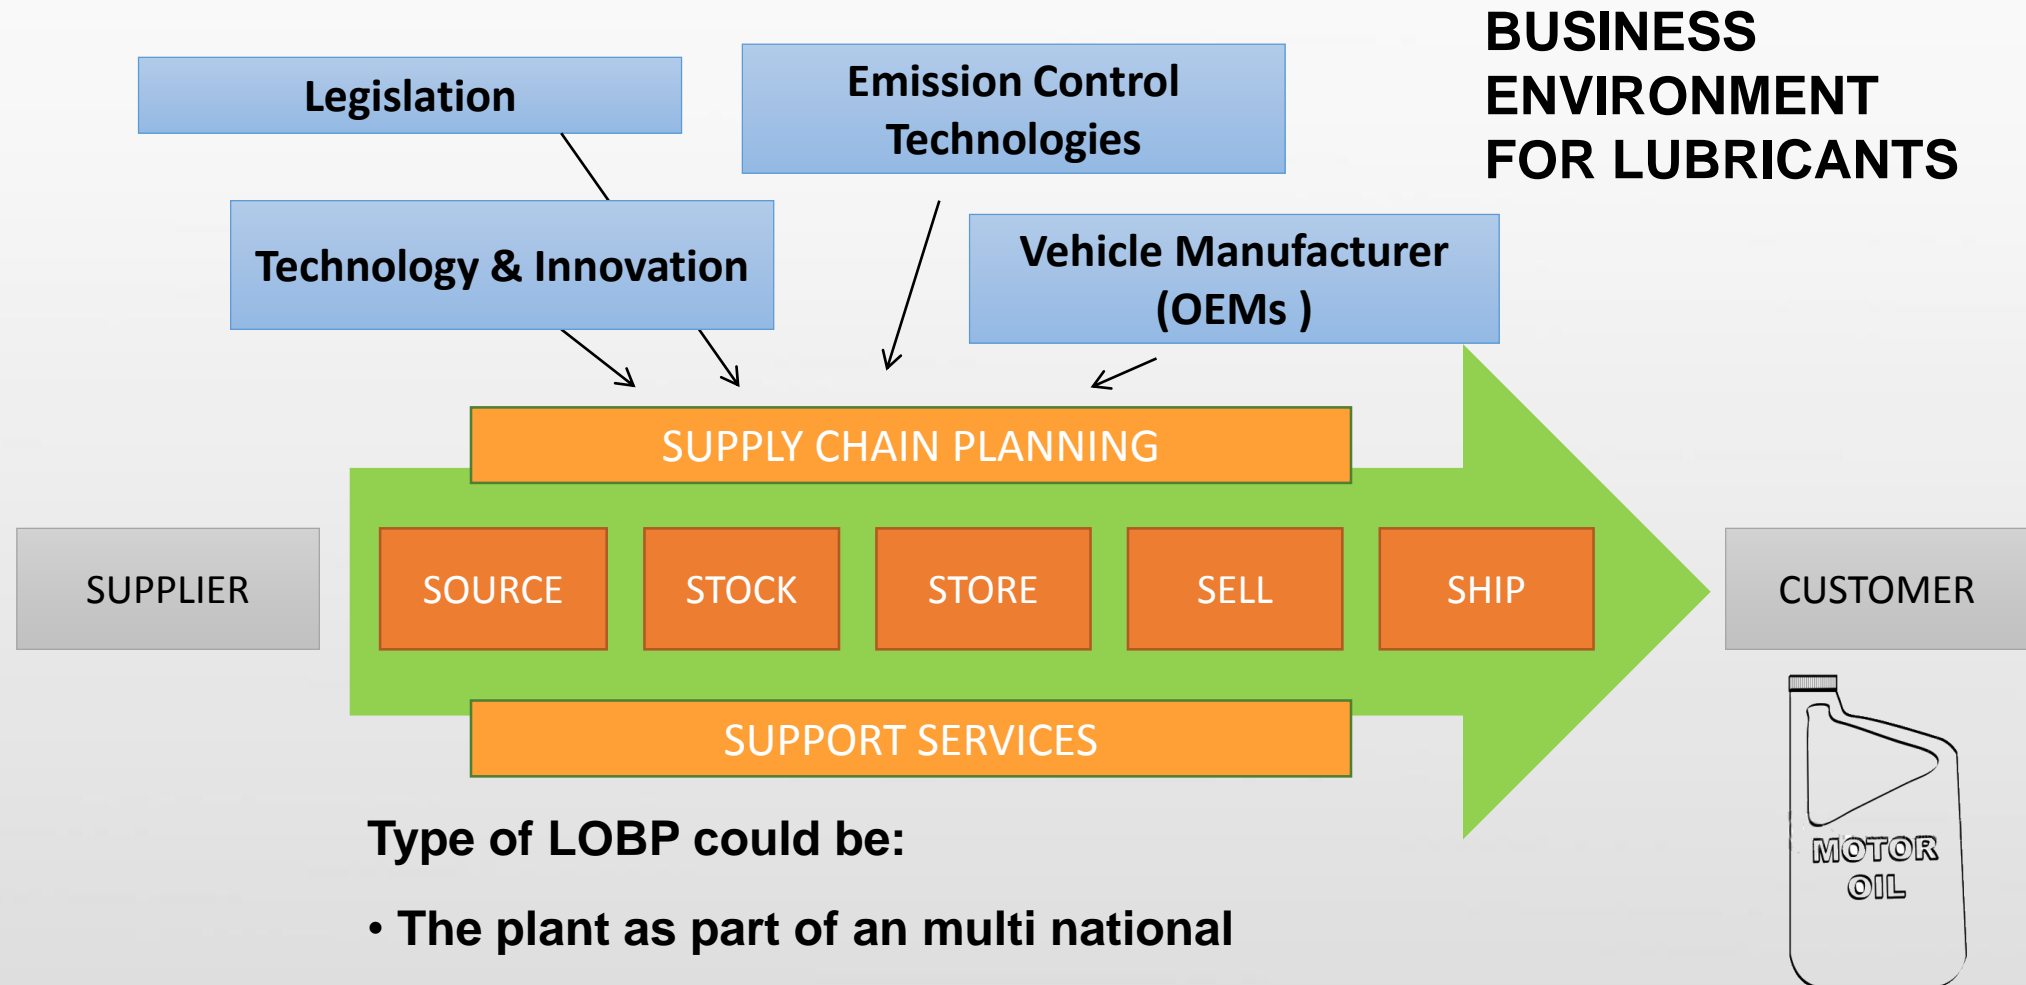 BUSINESS
ENVIRONMENT
FOR LUBRICANTS
Legislation
Emission Control
Technologies
Technology & Innovation
Vehicle Manufacturer
(OEMs )
SUPPLY CHAIN PLANNING
SUPPLIER
SOURCE
STOCK
STORE
SELL
SHIP
CUSTOMER
SUPPORT SERVICES
Type of LOBP could be:
• The plant as part of an multi national
MOTOR
OIL